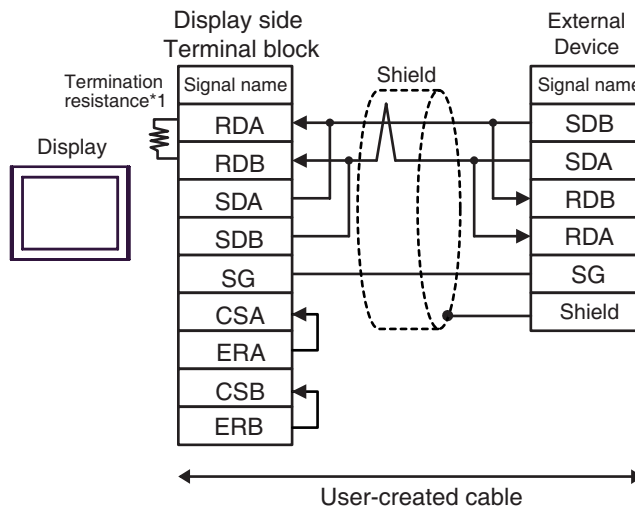 Display side
Terminal block
External
Device
Termination
resistance*1
Signal name
Shield
Signal name
RDA
SDB
Display
RDB
SDA
SDA
RDB
SDB
RDA
SG
SG
CSA
Shield
ERA
CSB
ERB
User-created cable